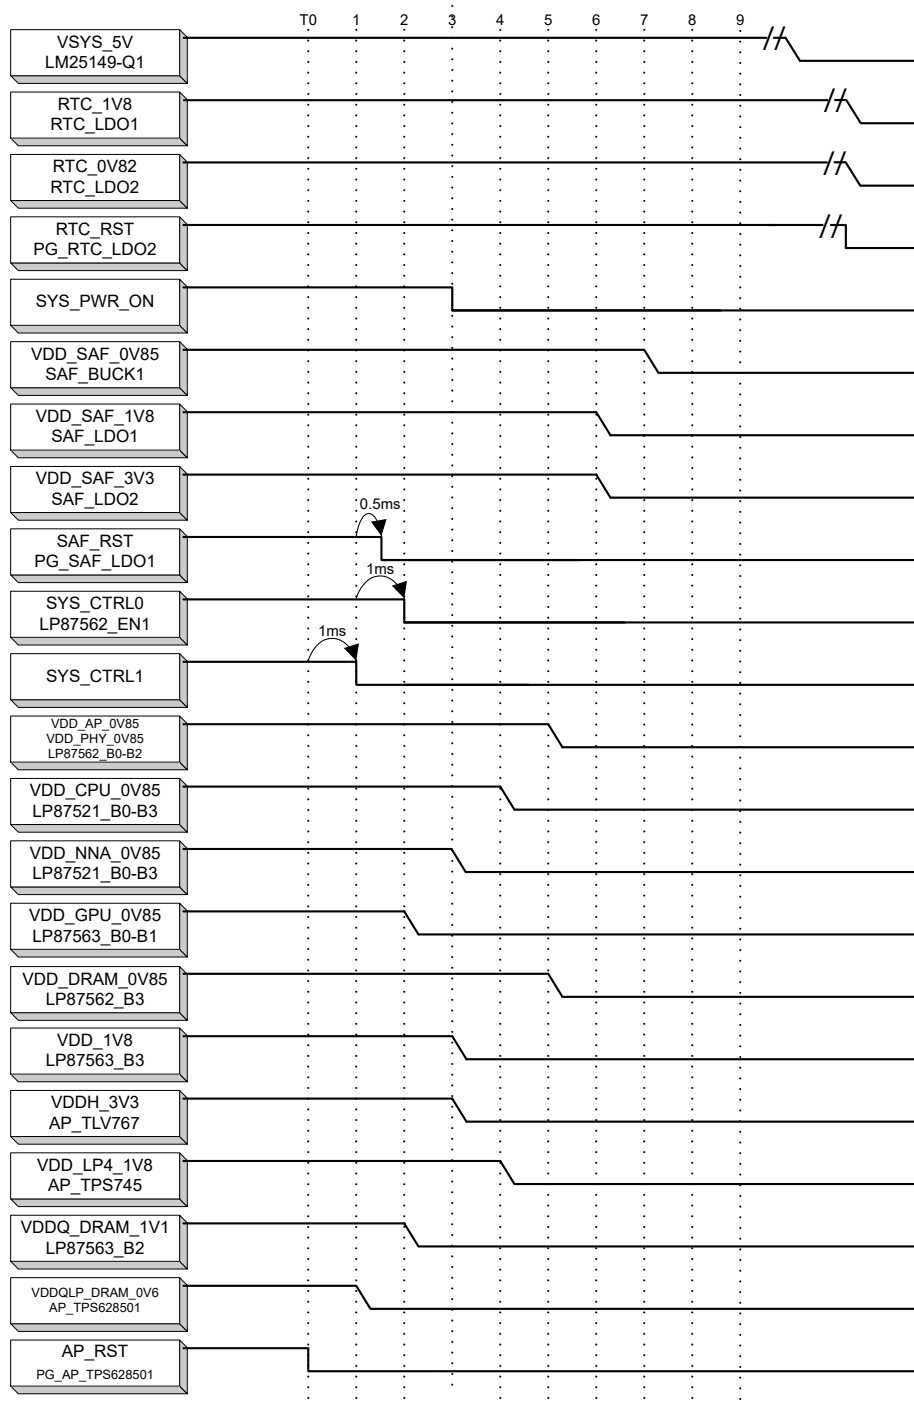 T0 1 2 3 4 5 6 7 8 9
VSYS_5V
LM25149-Q1
RTC_1V8
RTC_LDO1
RTC_0V82
RTC_LDO2
RTC_RST
PG_RTC_LDO2
SYS_PWR_ON
VDD_SAF_0V85
SAF_BUCK1
VDD_SAF_1V8
SAF_LDO1
VDD_SAF_3V3
SAF_LDO2
0.5ms
SAF_RST
PG_SAF_LDO1
1ms
SYS_CTRL0
LP87562_EN1
1ms
SYS_CTRL1
VDD_AP_0V85
VDD_PHY_0V85
LP87562_B0-B2
VDD_CPU_0V85
LP87521_B0-B3
VDD_NNA_0V85
LP87521_B0-B3
VDD_GPU_0V85
LP87563_B0-B1
VDD_DRAM_0V85
LP87562_B3
VDD_1V8
LP87563_B3
VDDH_3V3
AP_TLV767
VDD_LP4_1V8
AP_TPS745
VDDQ_DRAM_1V1
LP87563_B2
VDDQLP_DRAM_0V6
AP_TPS628501
AP_RST
PG_AP_TPS628501